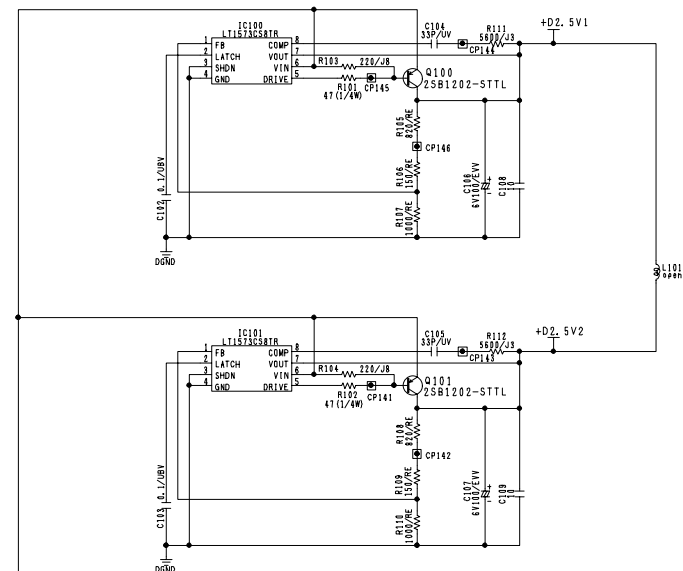 IC100
LT1573CS8TR
1 FB COMP 8
2 LATCH VOUT 7
3 SHDN VIN 6
4 GND DRIVE 5
C104
33P/UV
CP144
R111
5600/J3
+D2.5V1
R103 220/J8
R101
47(1/4W)
CP145
Q100
2SB1202-STTL
R105
820/RE
CP146
R106
150/RE
R107
1000/RE
C102 0.1/UBV
C106
6V100/EVV
C108
10
DGND
L101
open
IC101
LT1573CS8TR
1 FB COMP 8
2 LATCH VOUT 7
3 SHDN VIN 6
4 GND DRIVE 5
C105
33P/UV
CP143
R112
5600/J3
+D2.5V2
R104 220/J8
R102
47(1/4W)
CP141
Q101
2SB1202-STTL
R108
820/RE
CP142
R109
150/RE
R110
1000/RE
C103 0.1/UBV
C107
6V100/EVV
C109
10
DGND